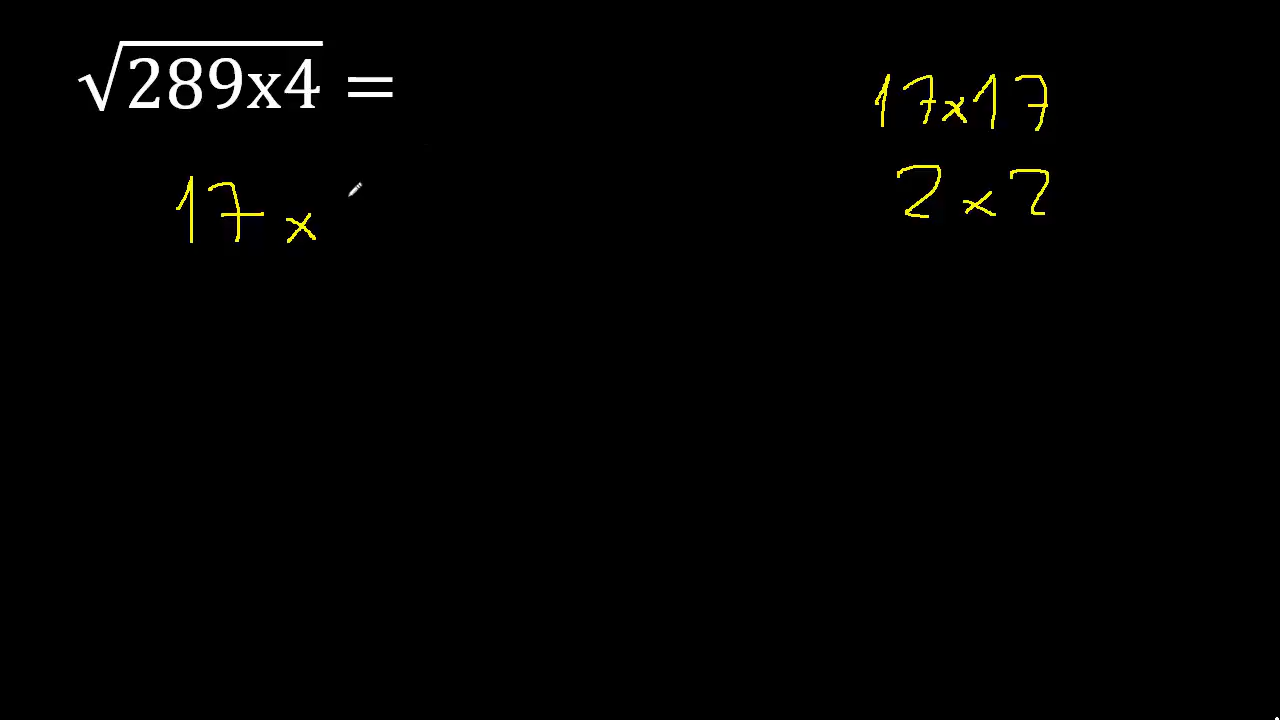 √289x4 =
17x17
17 x
2 x 2